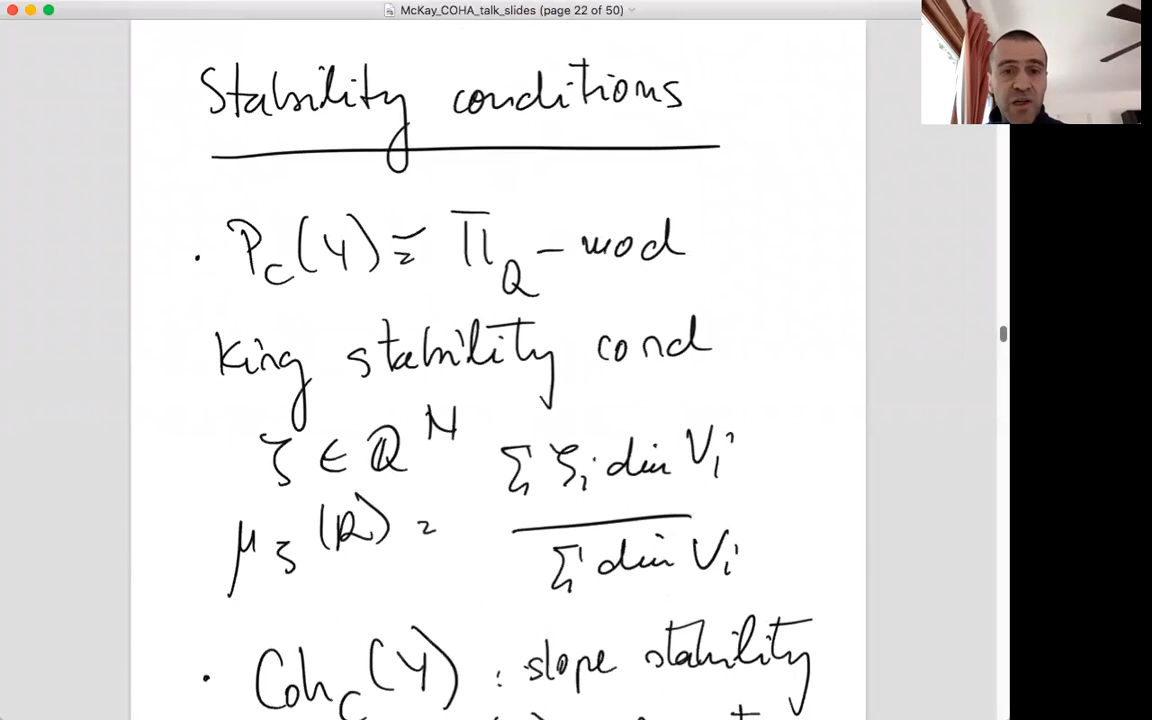 McKay_COHA_talk_slides (page 22 of 50)
Stability conditions
· P_C(Y) ≅ Π_Q - mod
King stability cond
ζ ∈ ℚ^N
μ_ζ(R) = Σ ζ_i dim V_i / Σ dim V_i
· Coh_C(Y) : slope stability